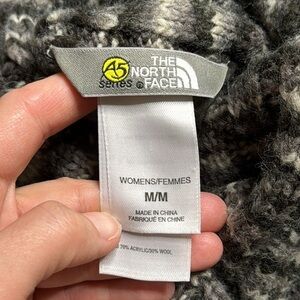 A5
series
THE
NORTH
FACE
WOMENS/FEMMES
M/M
MADE IN CHINA
FABRIQUÉ EN CHINE
70% ACRYLIC/30% WOOL